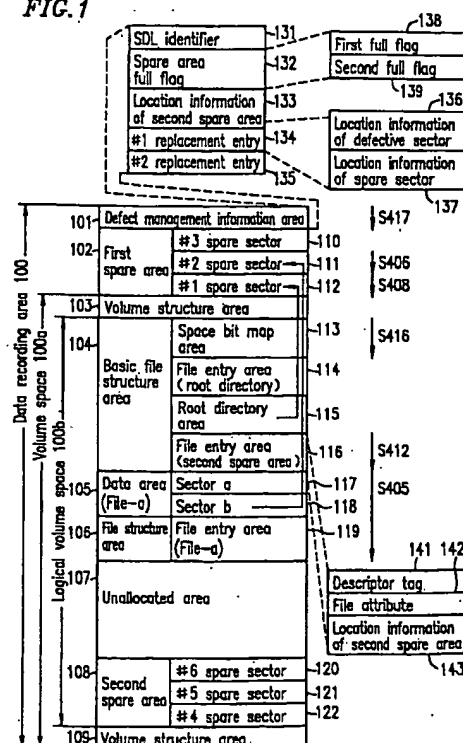 FIG. 1
SDL identifier
131
Spare area
full flag
132
Location information
of second spare area
133
#1 replacement entry
134
#2 replacement entry
135
138
First full flag
Second full flag
139
136
Location information
of defective sector
Location information
of spare sector
137
Data recording area 100
Volume space 100a
Logical volume space 100b
101
Defect management information area
S417
102
First
spare area
#3 spare sector
110
#2 spare sector
111
S406
#1 spare sector
112
S408
103
Volume structure area
104
Basic file
structure
area
Space bit map
area
113
S416
File entry area
(root directory)
114
Root directory
area
115
File entry area
(second spare area)
116
S412
105
Data area
(File-a)
Sector a
117
Sector b
118
S405
106
File structure
area
File entry area
(File-a)
119
107
Unallocated area
141
142
Descriptor tag
File attribute
Location information
of second spare area
143
108
Second
spare area
#6 spare sector
120
#5 spare sector
121
#4 spare sector
122
109
Volume structure area